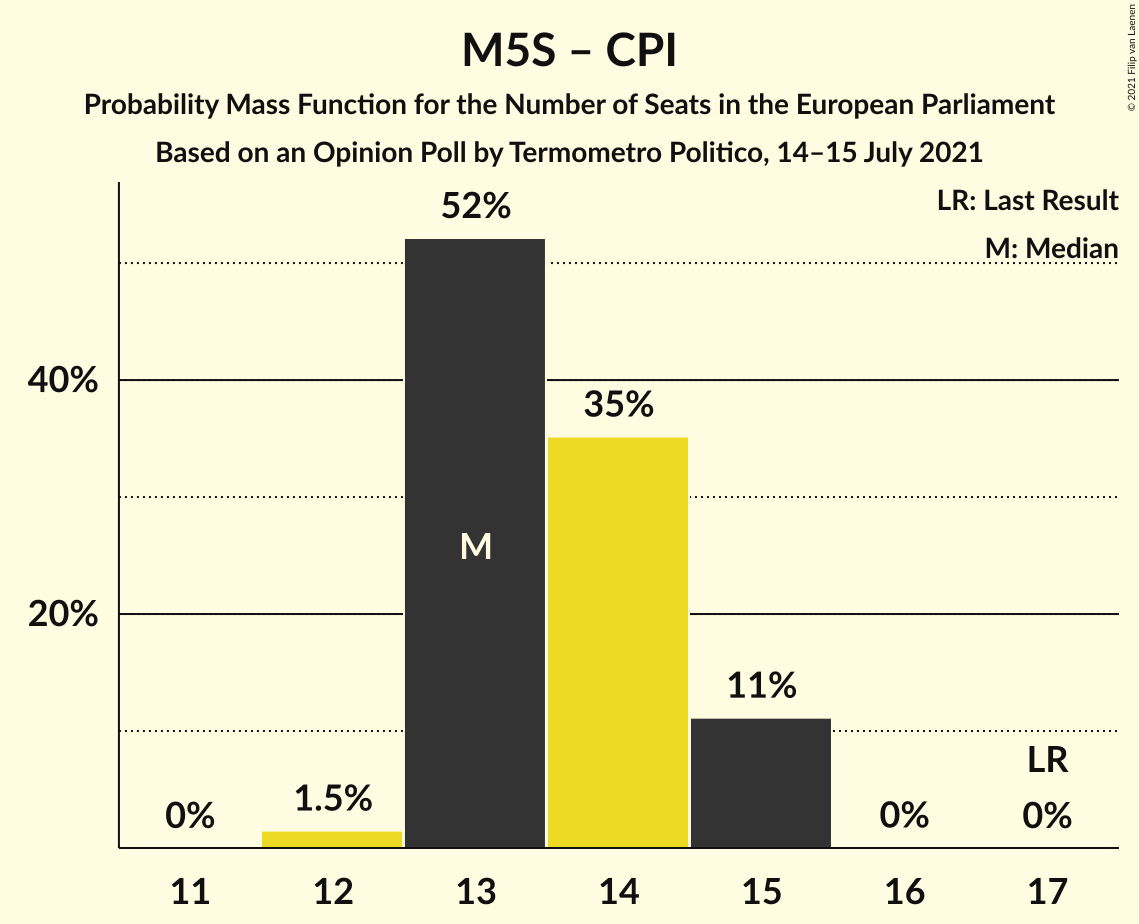 M5S – CPI
Probability Mass Function for the Number of Seats in the European Parliament
Based on an Opinion Poll by Termometro Politico, 14–15 July 2021
© 2021 Filip van Laenen
LR: Last Result
M: Median
52%
40%
35%
M
20%
11%
LR
0%
1.5%
0%
0%
11 12 13 14 15 16 17